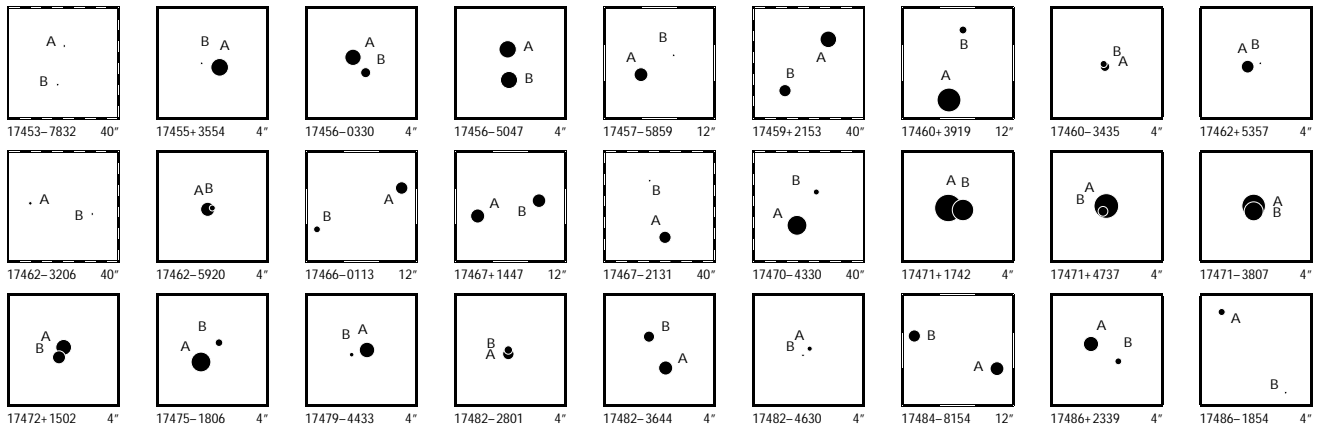 A
B
17453−7832 40″
B A
17455+3554 4″
A
B
17456−0330 4″
A
B
17456−5047 4″
B
A
17457−5859 12″
A
B
17459+2153 40″
B
A
17460+3919 12″
B
A
17460−3435 4″
A B
17462+5357 4″
A
B
17462−3206 40″
A B
17462−5920 4″
A
B
17466−0113 12″
A
B
17467+1447 12″
B
A
17467−2131 40″
B
A
17470−4330 40″
A B
17471+1742 4″
A
B
17471+4737 4″
A
B
17471−3807 4″
A
B
17472+1502 4″
B
A
17475−1806 4″
B A
17479−4433 4″
B
A
17482−2801 4″
B
A
17482−3644 4″
A
B
17482−4630 4″
B
A
17484−8154 12″
A
B
17486+2339 4″
A
B
17486−1854 4″